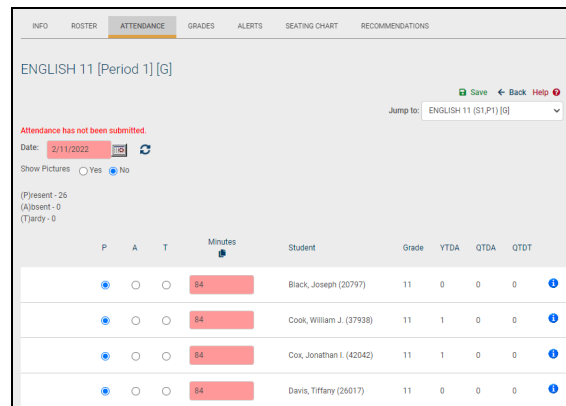 INFO ROSTER ATTENDANCE GRADES ALERTS SEATING CHART RECOMMENDATIONS
ENGLISH 11 [Period 1] [G]
Save Back Help
Jump to: ENGLISH 11 (S1,P1) [G]
Attendance has not been submitted.
Date: 2/11/2022
Show Pictures Yes No
(P)resent - 26
(A)bsent - 0
(T)ardy - 0
P A T Minutes Student Grade YTDA QTDA QTDT
84 Black, Joseph (20797) 11 0 0 0
84 Cook, William J. (37938) 11 1 0 0
84 Cox, Jonathan I. (42042) 11 1 0 0
84 Davis, Tiffany (26017) 11 0 0 0